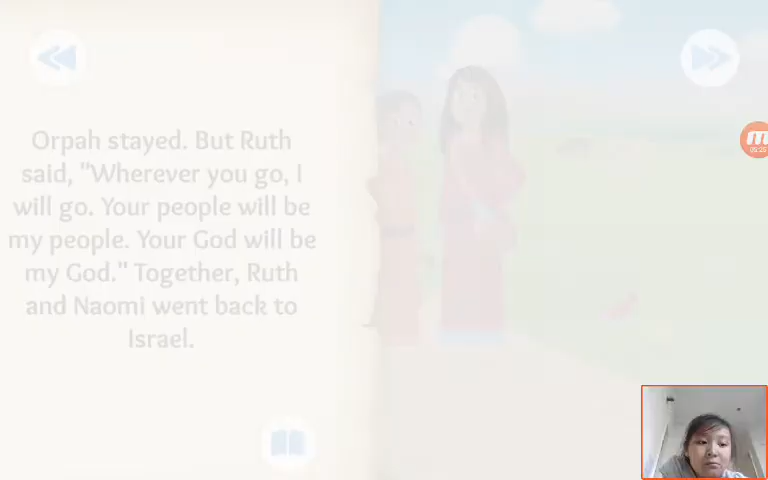 Orpah stayed. But Ruth
said, "Wherever you go, I
will go. Your people will be
my people. Your God will be
my God." Together, Ruth
and Naomi went back to
Israel.